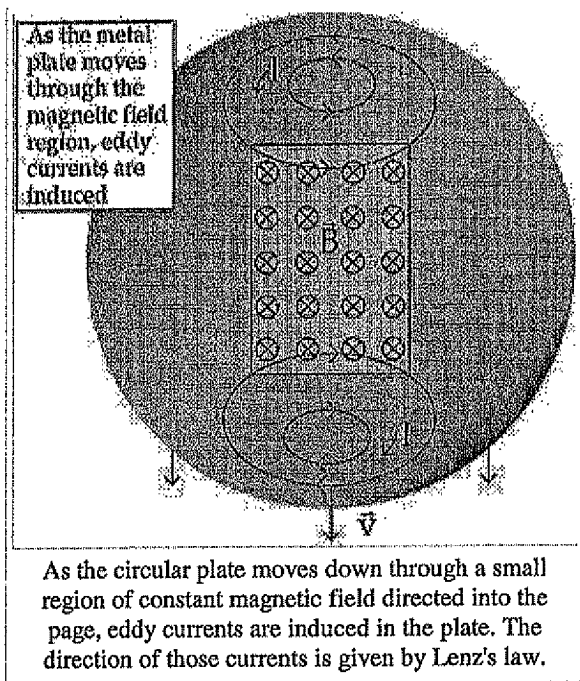 As the metal
plate moves
through the
magnetic field
region, eddy
currents are
induced
I
B
I
v
As the circular plate moves down through a small
region of constant magnetic field directed into the
page, eddy currents are induced in the plate. The
direction of those currents is given by Lenz's law.